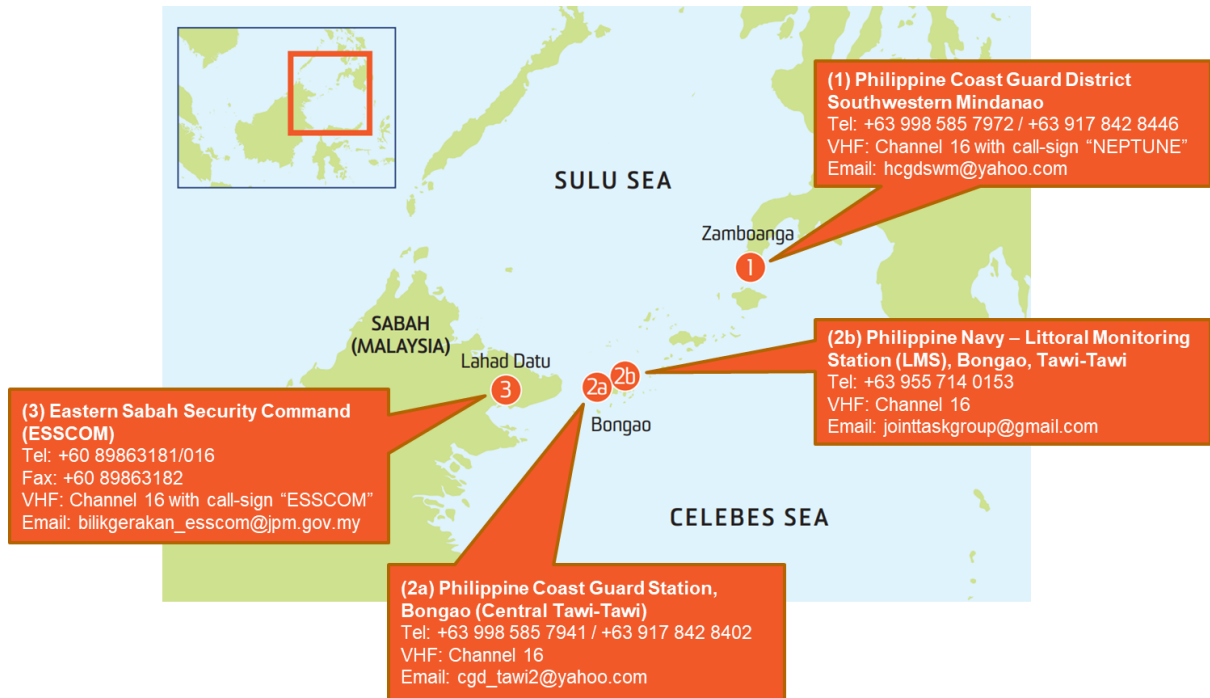 (1) Philippine Coast Guard District
Southwestern Mindanao
Tel: +63 998 585 7972 / +63 917 842 8446
VHF: Channel 16 with call-sign “NEPTUNE”
Email: hcgdswm@yahoo.com
SULU SEA
Zamboanga
1
SABAH
(MALAYSIA)
Lahad Datu
3
2a
2b
Bongao
(2b) Philippine Navy – Littoral Monitoring
Station (LMS), Bongao, Tawi-Tawi
Tel: +63 955 714 0153
VHF: Channel 16
Email: jointtaskgroup@gmail.com
(3) Eastern Sabah Security Command
(ESSCOM)
Tel: +60 89863181/016
Fax: +60 89863182
VHF: Channel 16 with call-sign “ESSCOM”
Email: bilikgerakan_esscom@jpm.gov.my
CELEBES SEA
(2a) Philippine Coast Guard Station,
Bongao (Central Tawi-Tawi)
Tel: +63 998 585 7941 / +63 917 842 8402
VHF: Channel 16
Email: cgd_tawi2@yahoo.com